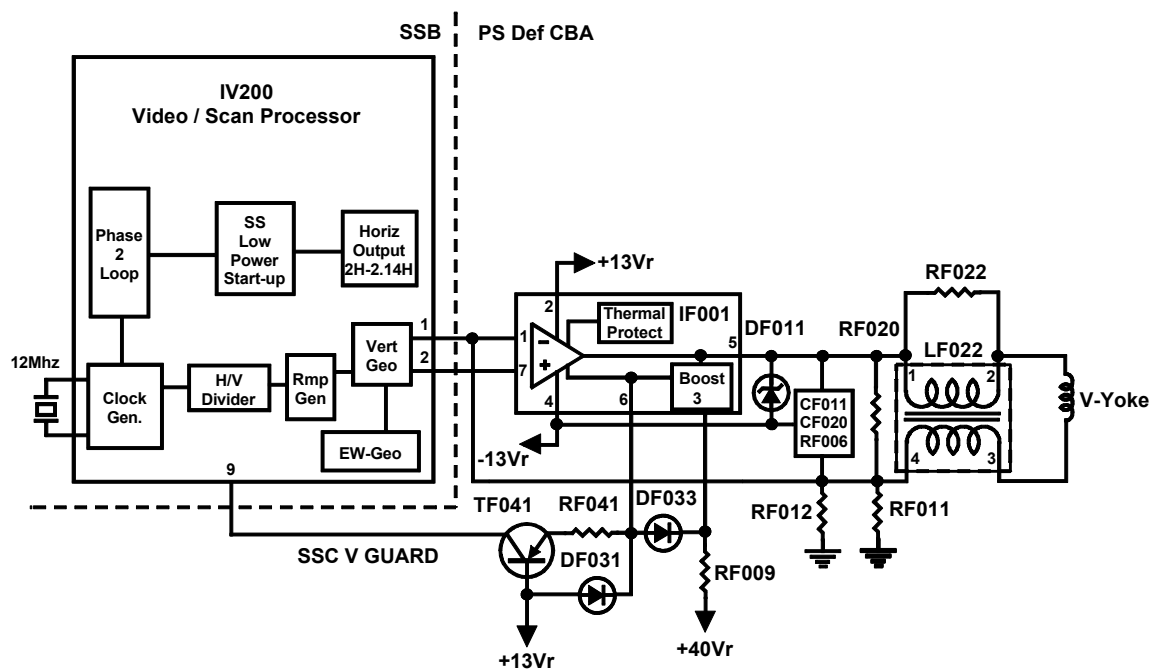 SSB
PS Def CBA
IV200
Video / Scan Processor
Phase
2
Loop
SS
Low
Power
Start-up
Horiz
Output
2H-2.14H
12Mhz
Clock
Gen.
H/V
Divider
Rmp
Gen
Vert
Geo
EW-Geo
1
2
9
+13Vr
2
Thermal
Protect
IF001
1
–
+
7
4
6
5
Boost
3
-13Vr
DF011
CF011
CF020
RF006
RF020
RF022
LF022
1
2
4
3
V-Yoke
TF041
RF041
DF033
RF012
RF011
SSC V GUARD
DF031
RF009
+13Vr
+40Vr